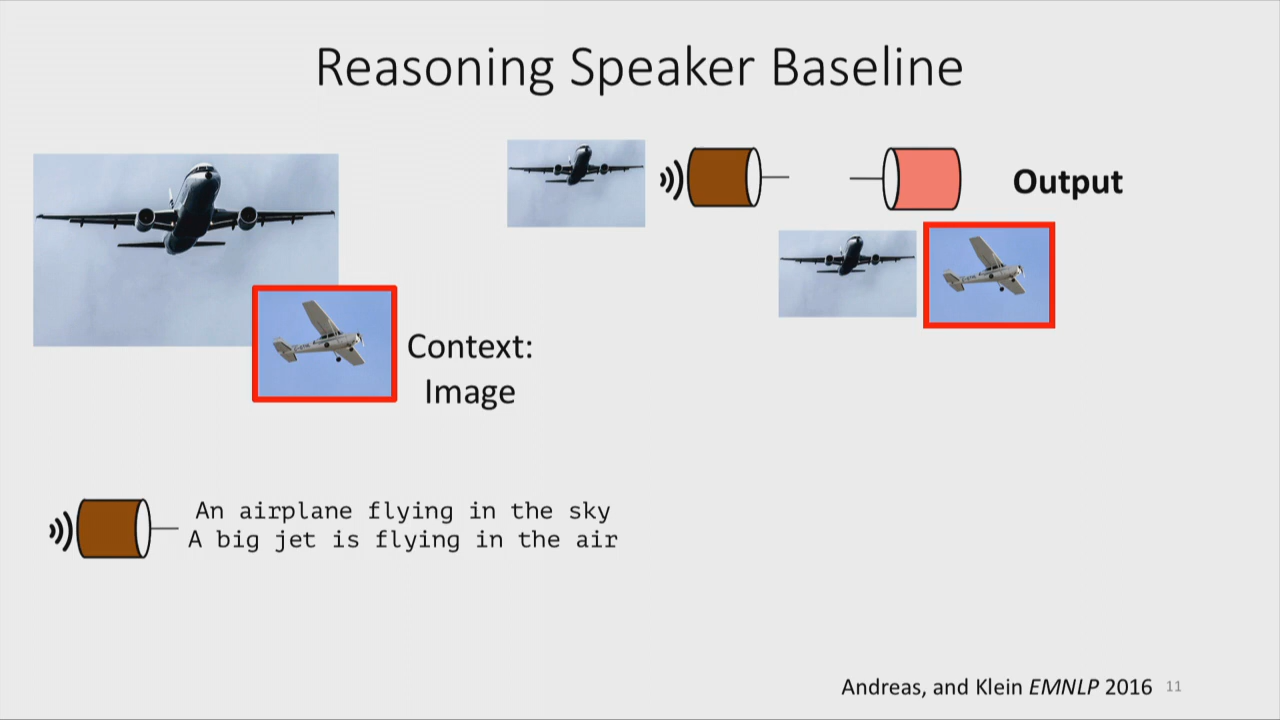 Reasoning Speaker Baseline
Output
Context:
Image
An airplane flying in the sky
A big jet is flying in the air
Andreas, and Klein EMNLP 2016 11